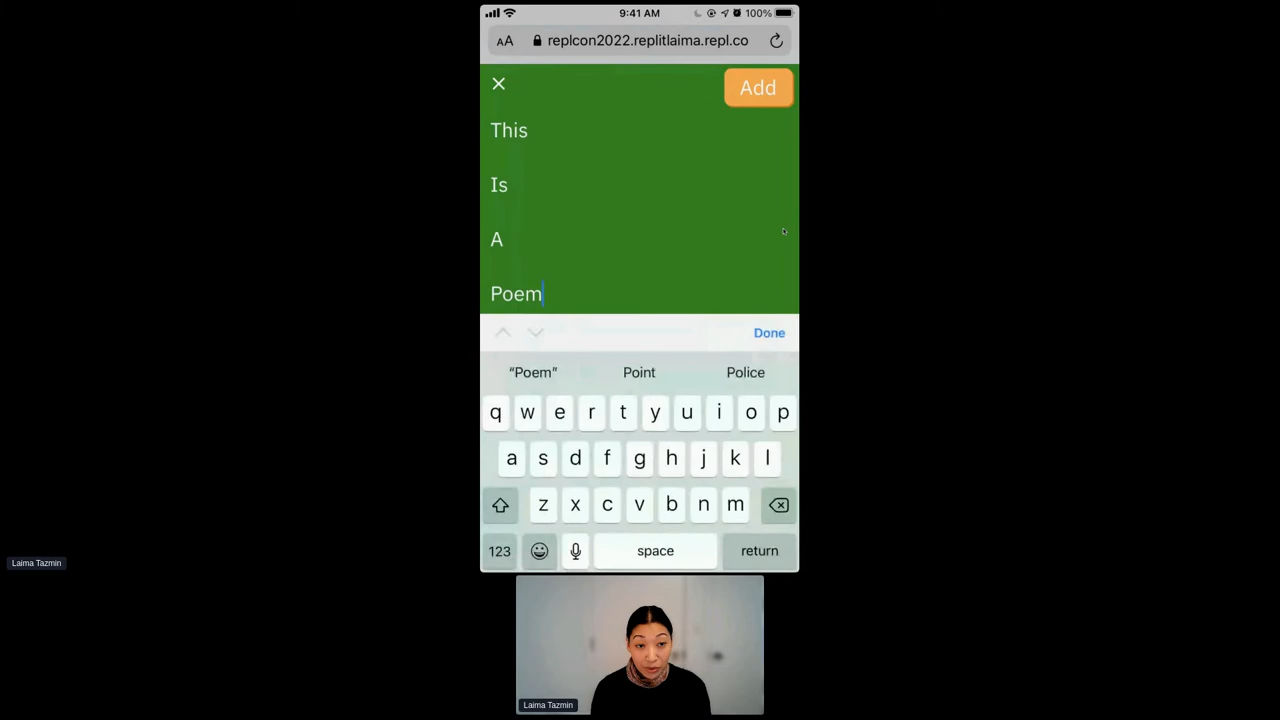 9:41 AM
100%
AA
replcon2022.replitlaima.repl.co
Add
This
Is
A
Poem
Done
“Poem”
Point
Police
q w e r t y u i o p
a s d f g h j k l
z x c v b n m
123
space
return
Laima Tazmin
Laima Tazmin